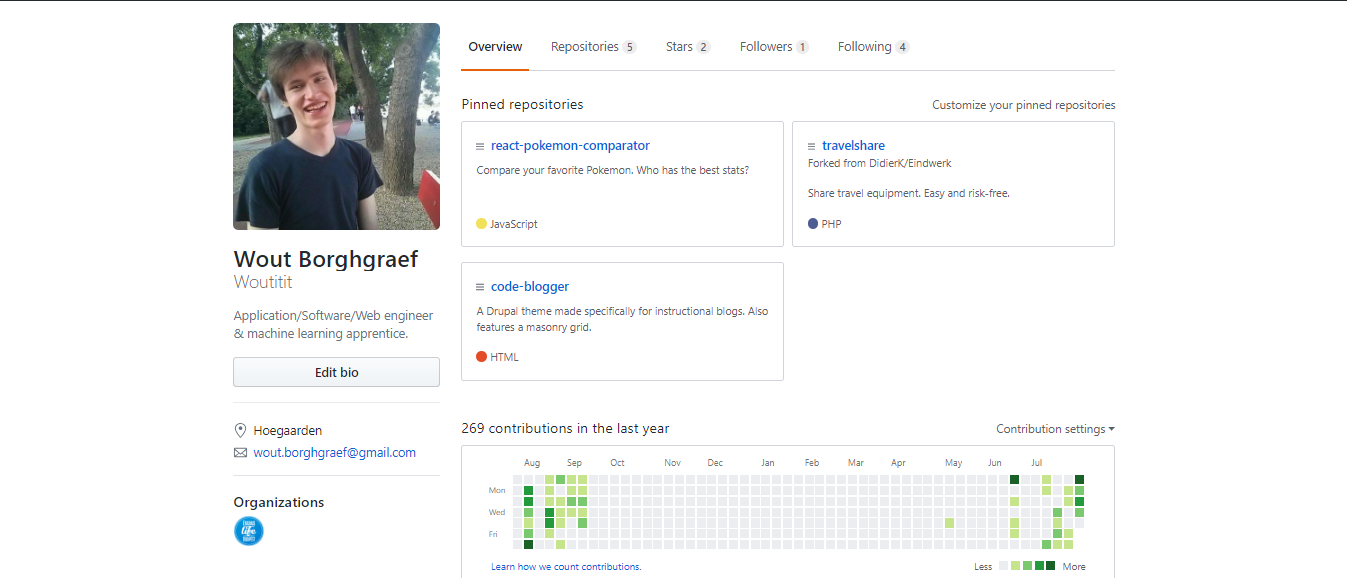 Overview Repositories 5 Stars 2 Followers 1 Following 4
Wout Borghgraef
Woutitit
Application/Software/Web engineer
& machine learning apprentice.
Edit bio
Hoegaarden
wout.borghgraef@gmail.com
Organizations
life
Pinned repositories Customize your pinned repositories
react-pokemon-comparator
Compare your favorite Pokemon. Who has the best stats?
JavaScript
travelshare
Forked from DidierK/Eindwerk
Share travel equipment. Easy and risk-free.
PHP
code-blogger
A Drupal theme made specifically for instructional blogs. Also
features a masonry grid.
HTML
269 contributions in the last year Contribution settings
Aug Sep Oct Nov Dec Jan Feb Mar Apr May Jun Jul
Mon
Wed
Fri
Learn how we count contributions. Less More